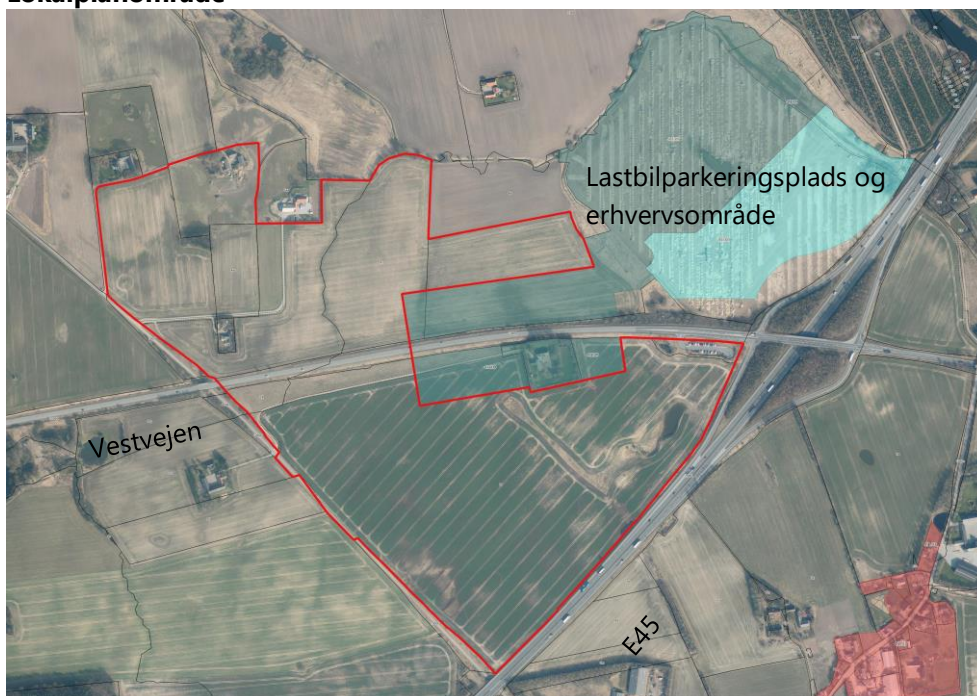 Lokalplanområde
Lastbilparkeringsplads og
erhvervsområde
Vestvejen
E45